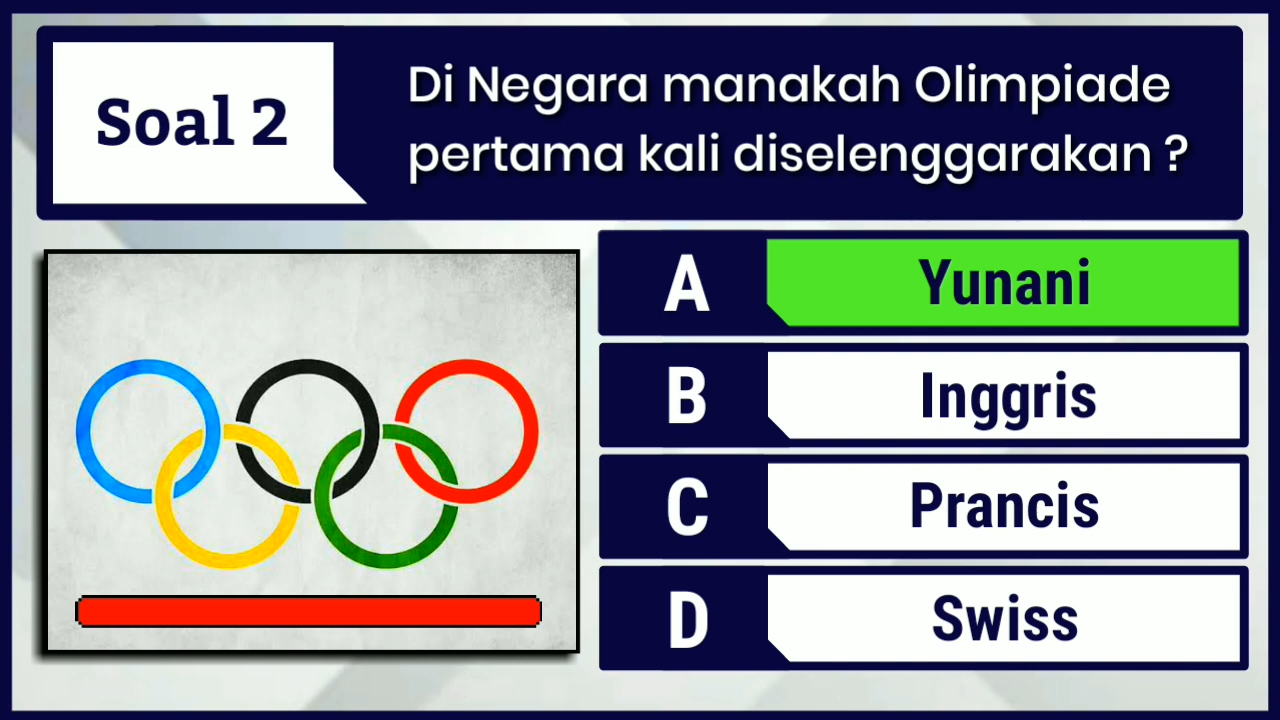 Soal 2
Di Negara manakah Olimpiade
pertama kali diselenggarakan ?
A
Yunani
B
Inggris
C
Prancis
D
Swiss